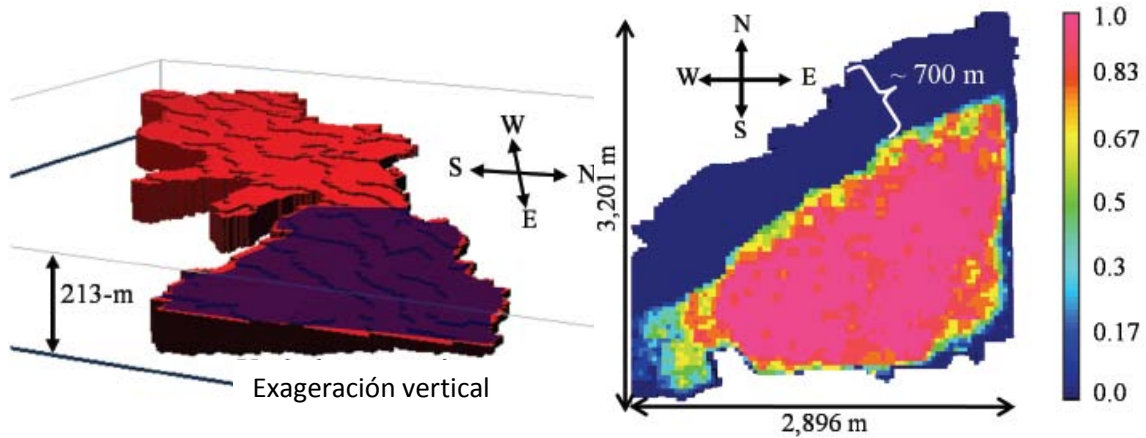 W
S
N
E
213-m
Exageración vertical
N
W
E
S
~ 700 m
3,201 m
2,896 m
1.0
0.83
0.67
0.5
0.3
0.17
0.0